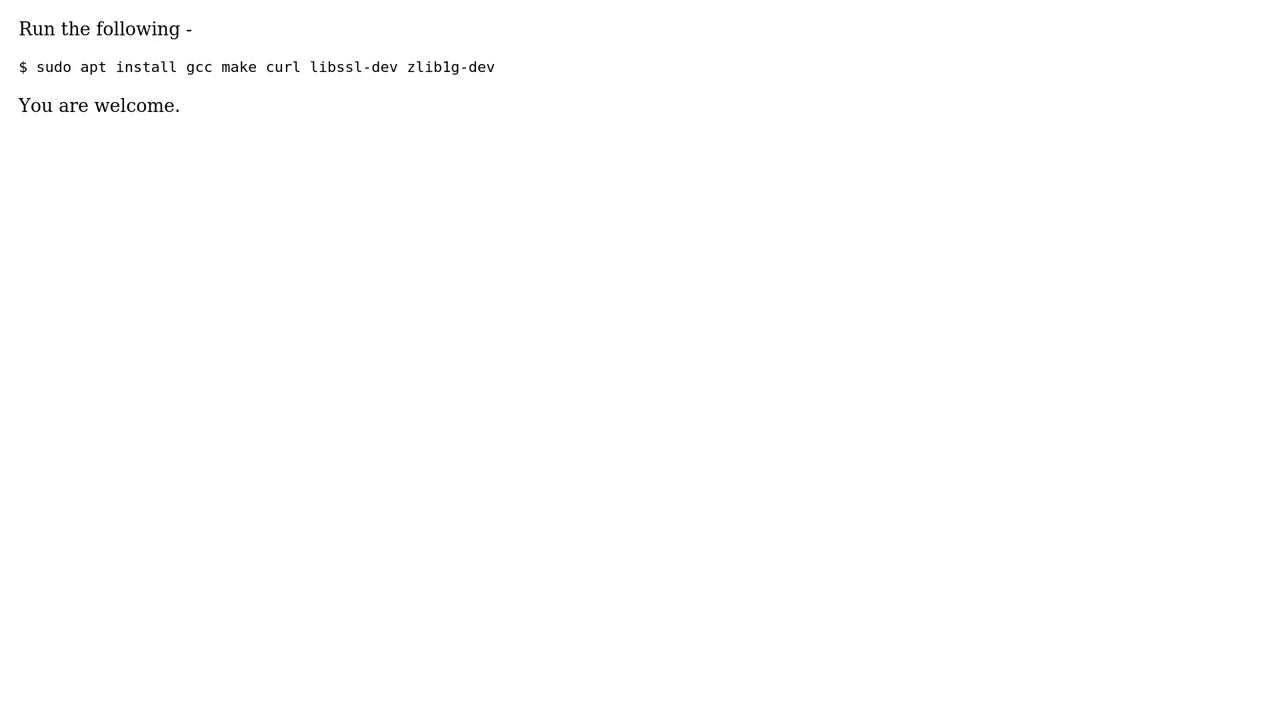 Run the following -
$ sudo apt install gcc make curl libssl-dev zlib1g-dev
You are welcome.